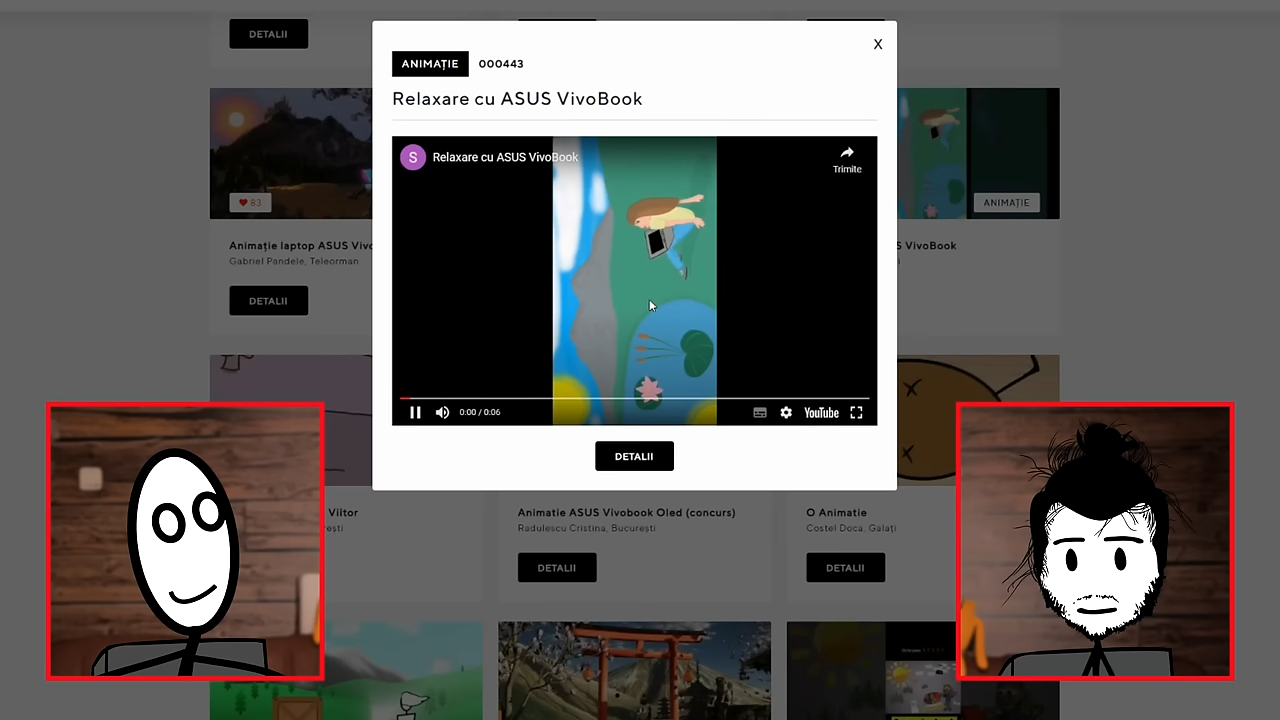 DETALII
X
ANIMAȚIE 000443
Relaxare cu ASUS VivoBook
S Relaxare cu ASUS VivoBook
Trimite
0:00 / 0:06
YouTube
DETALII
83
ANIMAȚIE
Animație laptop ASUS Vivo
Gabriel Pandele, Teleorman
DETALII
S VivoBook
Viitor
ești
Animatie ASUS Vivobook Oled (concurs)
Radulescu Cristina, București
DETALII
O Animatie
Costel Doca, Galați
DETALII